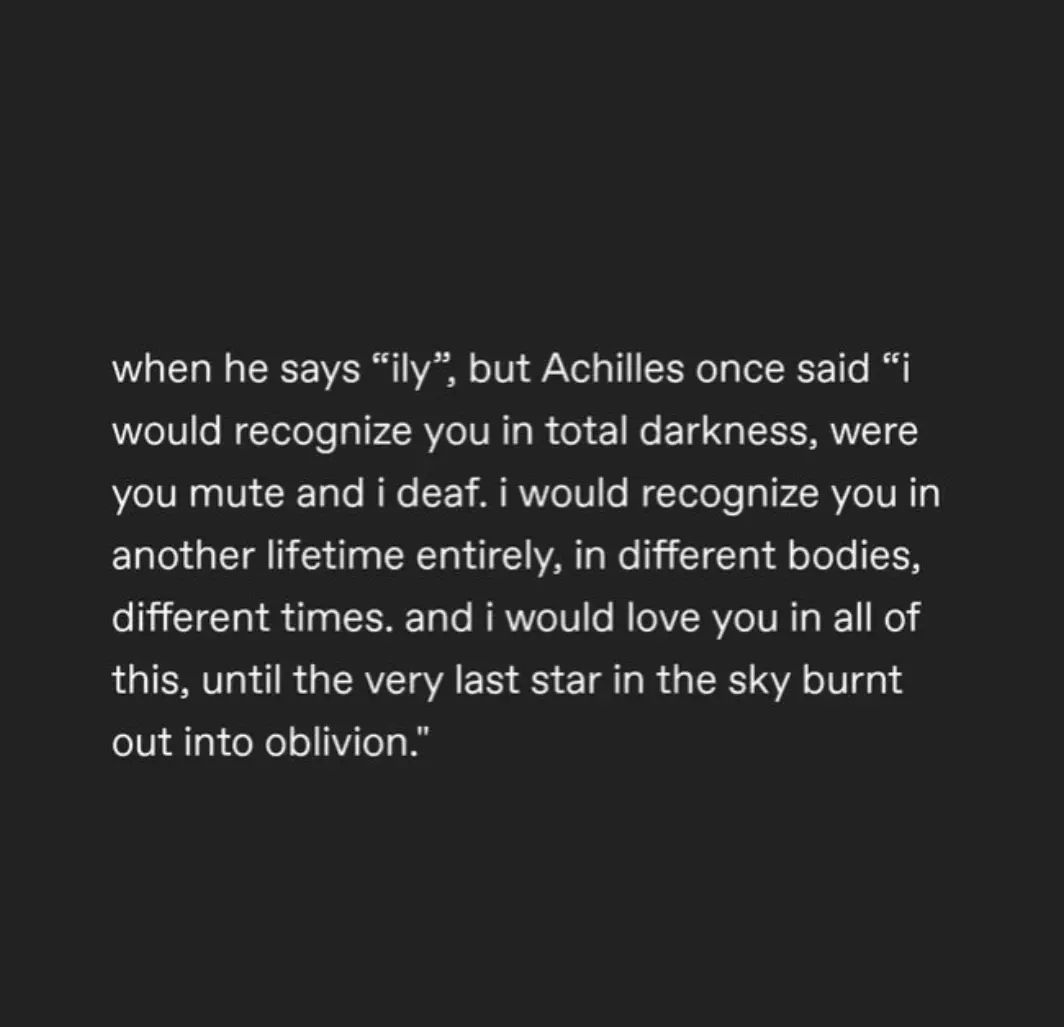 when he says “ily”, but Achilles once said “i
would recognize you in total darkness, were
you mute and i deaf. i would recognize you in
another lifetime entirely, in different bodies,
different times. and i would love you in all of
this, until the very last star in the sky burnt
out into oblivion."